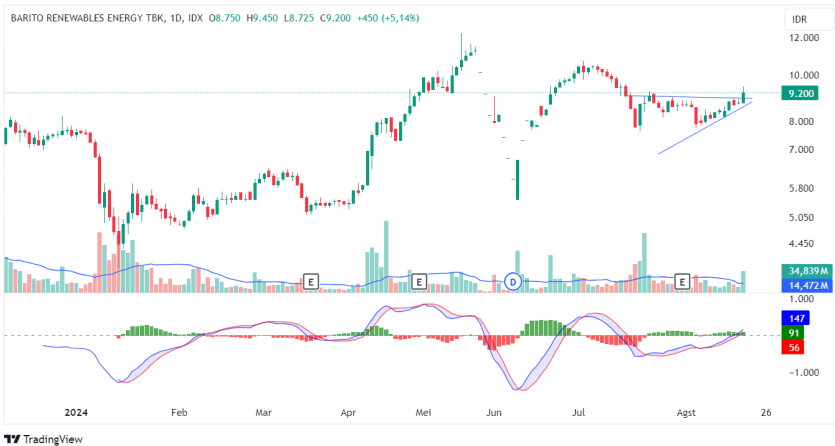 BARITO RENEWABLES ENERGY TBK, 1D, IDX O8.750 H9.450 L8.725 C9.200 +450 (+5,14%)
IDR
12.000
10.000
9.200
8.000
7.000
5.800
5.050
4.450
E
E
D
E
34,839M
14,472M
1.000
147
91
56
-1.000
2024 Feb Mar Apr Mei Jun Jul Agst 26
TradingView